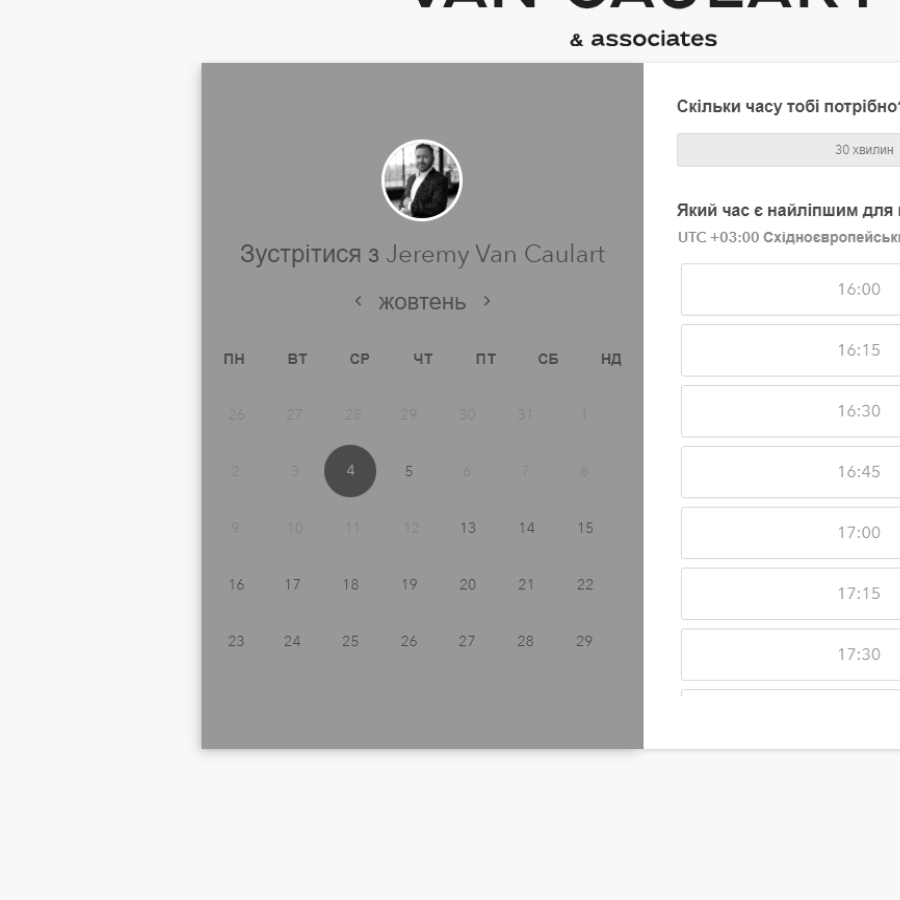 VAN CAULART
& associates
Зустрітися з Jeremy Van Caulart
жовтень
ПН ВТ СР ЧТ ПТ СБ НД
26 27 28 29 30 31 1
2 3 4 5 6 7 8
9 10 11 12 13 14 15
16 17 18 19 20 21 22
23 24 25 26 27 28 29
Скільки часу тобі потрібно?
30 хвилин
Який час є найліпшим для
UTC +03:00
16:00
16:15
16:30
16:45
17:00
17:15
17:30